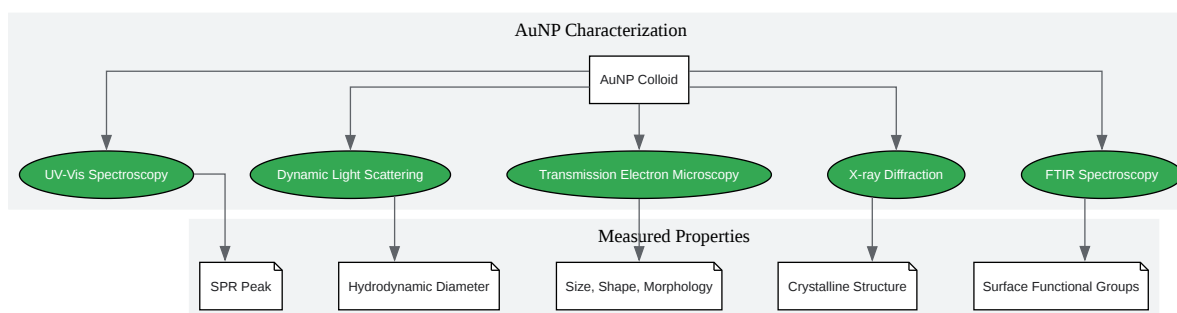 AuNP Characterization
AuNP Colloid
UV-Vis Spectroscopy
Dynamic Light Scattering
Transmission Electron Microscopy
X-ray Diffraction
FTIR Spectroscopy
Measured Properties
SPR Peak
Hydrodynamic Diameter
Size, Shape, Morphology
Crystalline Structure
Surface Functional Groups